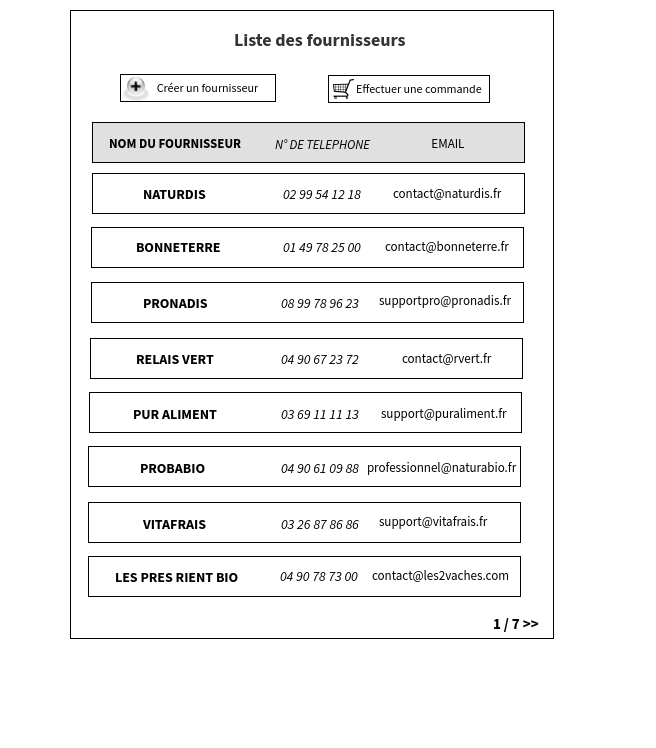 Liste des fournisseurs
Créer un fournisseur
Effectuer une commande
NOM DU FOURNISSEUR N° DE TELEPHONE EMAIL
NATURDIS 02 99 54 12 18 contact@naturdis.fr
BONNETERRE 01 49 78 25 00 contact@bonneterre.fr
PRONADIS 08 99 78 96 23 supportpro@pronadis.fr
RELAIS VERT 04 90 67 23 72 contact@rvert.fr
PUR ALIMENT 03 69 11 11 13 support@puraliment.fr
PROBABIO 04 90 61 09 88 professionnel@naturabio.fr
VITAFRAIS 03 26 87 86 86 support@vitafrais.fr
LES PRES RIENT BIO 04 90 78 73 00 contact@les2vaches.com
1 / 7 >>